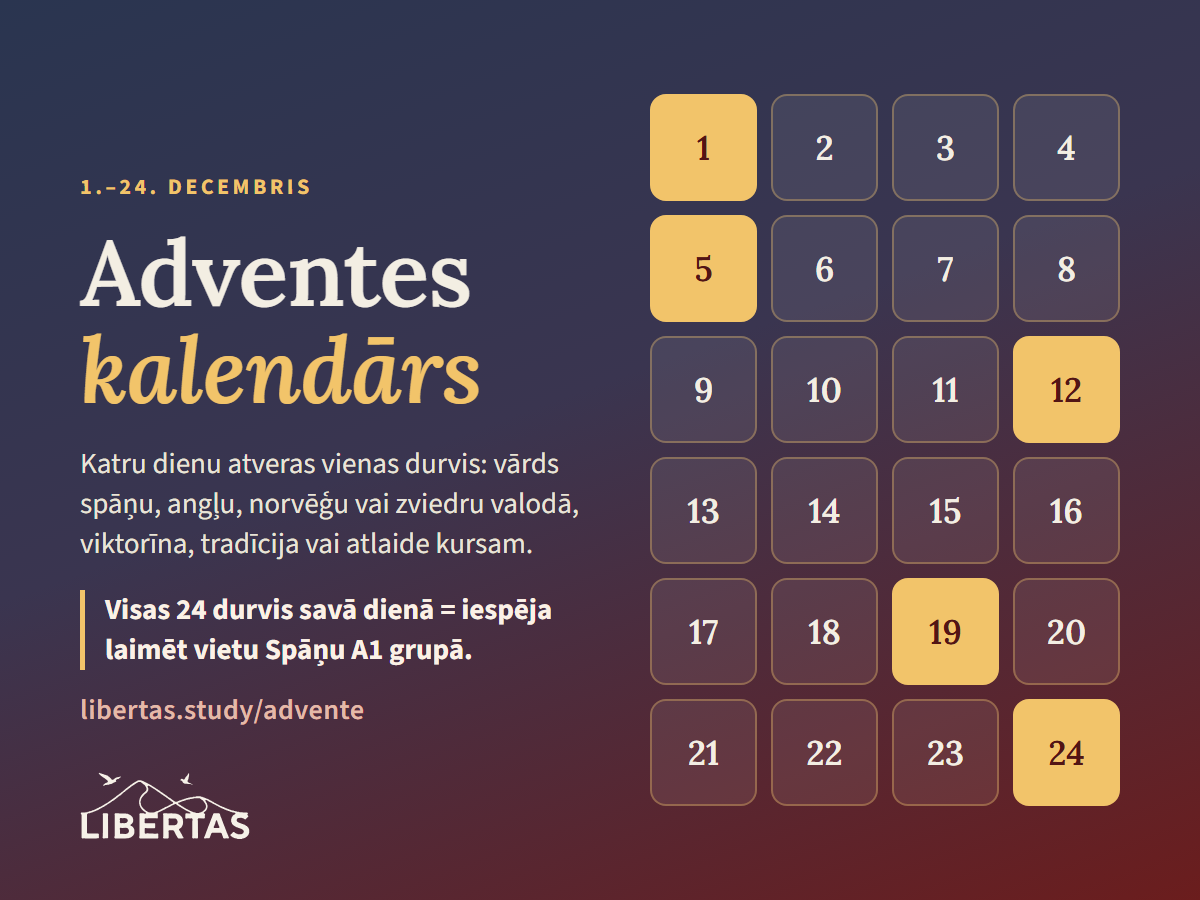 1.–24. DECEMBRIS
Adventes
kalendārs
Katru dienu atveras vienas durvis: vārds
spāņu, angļu, norvēģu vai zviedru valodā,
viktorīna, tradīcija vai atlaide kursam.
Visas 24 durvis savā dienā = iespēja
laimēt vietu Spāņu A1 grupā.
libertas.study/advente
LIBERTAS
1 2 3 4
5 6 7 8
9 10 11 12
13 14 15 16
17 18 19 20
21 22 23 24